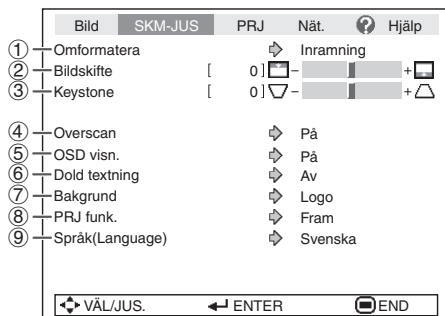 Bild SKM-JUS PRJ Nät. ? Hjälp
① Omformatera Inramning
② Bildskifte [ 0 ] – +
③ Keystone [ 0 ] – +
④ Overscan På
⑤ OSD visn. På
⑥ Dold textning Av
⑦ Bakgrund Logo
⑧ PRJ funk. Fram
⑨ Språk(Language) Svenska
VÄL/JUS. ENTER END